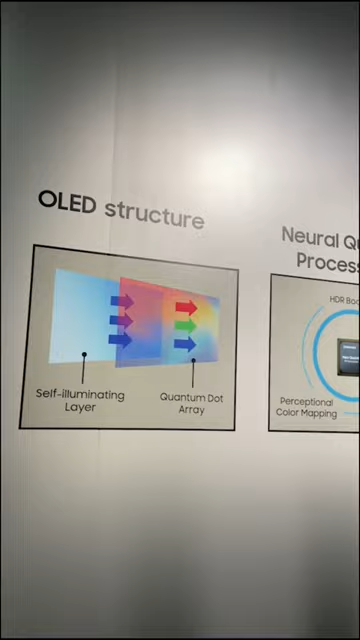 OLED structure
Self-illuminating
Layer
Quantum Dot
Array
Neural
Process
HDR
Perceptional
Color Mapping